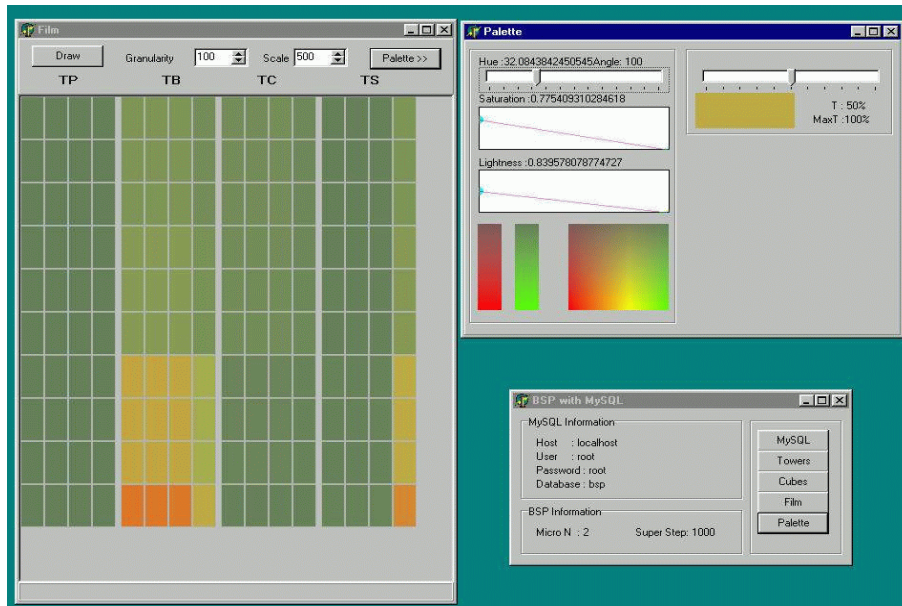 Film
Draw Granularity 100 Scale 500 Palette >>
TP TB TC TS
Palette
Hue :32.0843842450545Angle: 100
Saturation :0.775409310284618
Lightness :0.839578078774727
T : 50%
MaxT :100%
BSP with MySQL
MySQL Information
Host : localhost
User : root
Password : root
Database : bsp
BSP Information
Micro N : 2 Super Step: 1000
MySQL
Towers
Cubes
Film
Palette